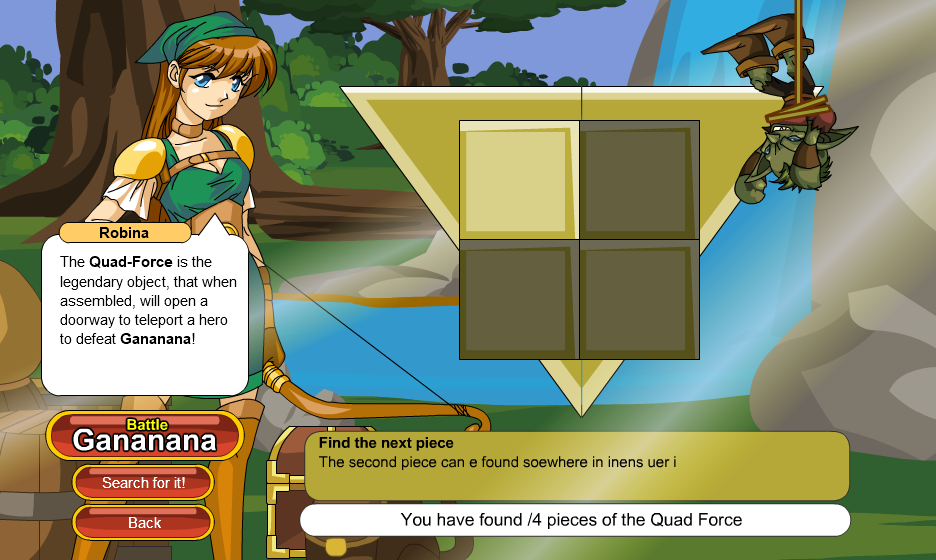 Robina
The Quad-Force is the
legendary object, that when
assembled, will open a
doorway to teleport a hero
to defeat Gananana!
Battle
Gananana
Search for it!
Back
Find the next piece
The second piece can e found soewhere in inens uer i
You have found /4 pieces of the Quad Force